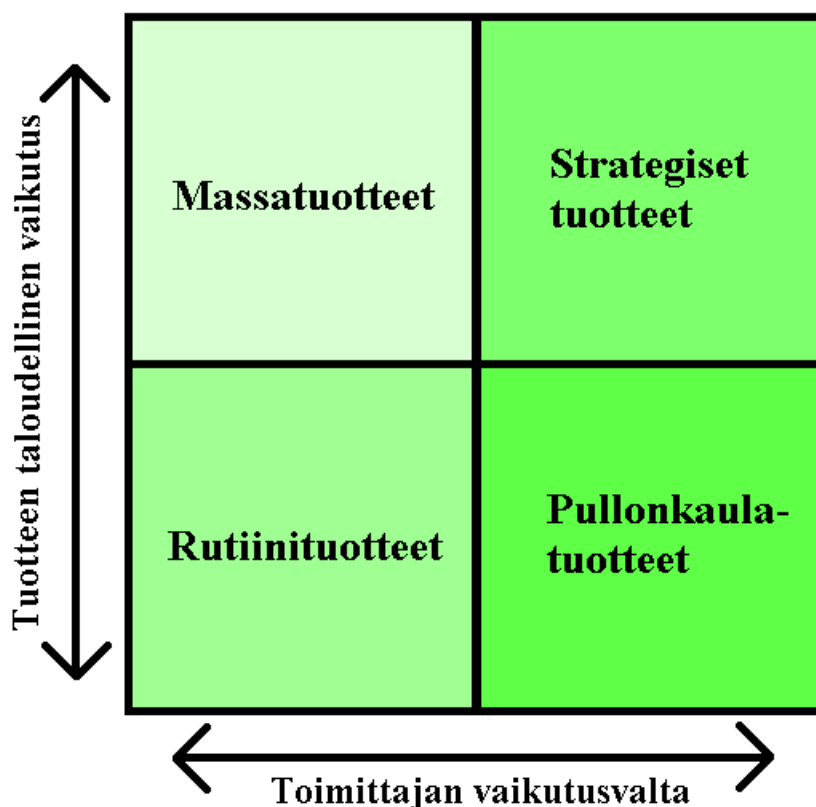 Tuotteen taloudellinen vaikutus
Massatuotteet
Strategiset
tuotteet
Rutiinituotteet
Pullonkaula-
tuotteet
Toimittajan vaikutusvalta